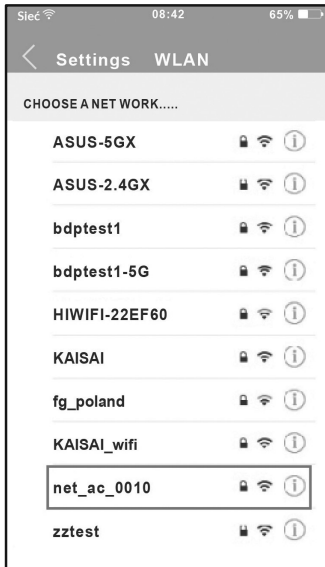 Sieć 08:42 65%
Settings WLAN
CHOOSE A NET WORK.....
ASUS-5GX
ASUS-2.4GX
bdptest1
bdptest1-5G
HIWIFI-22EF60
KAISAI
fg_poland
KAISAI_wifi
net_ac_0010
zztest